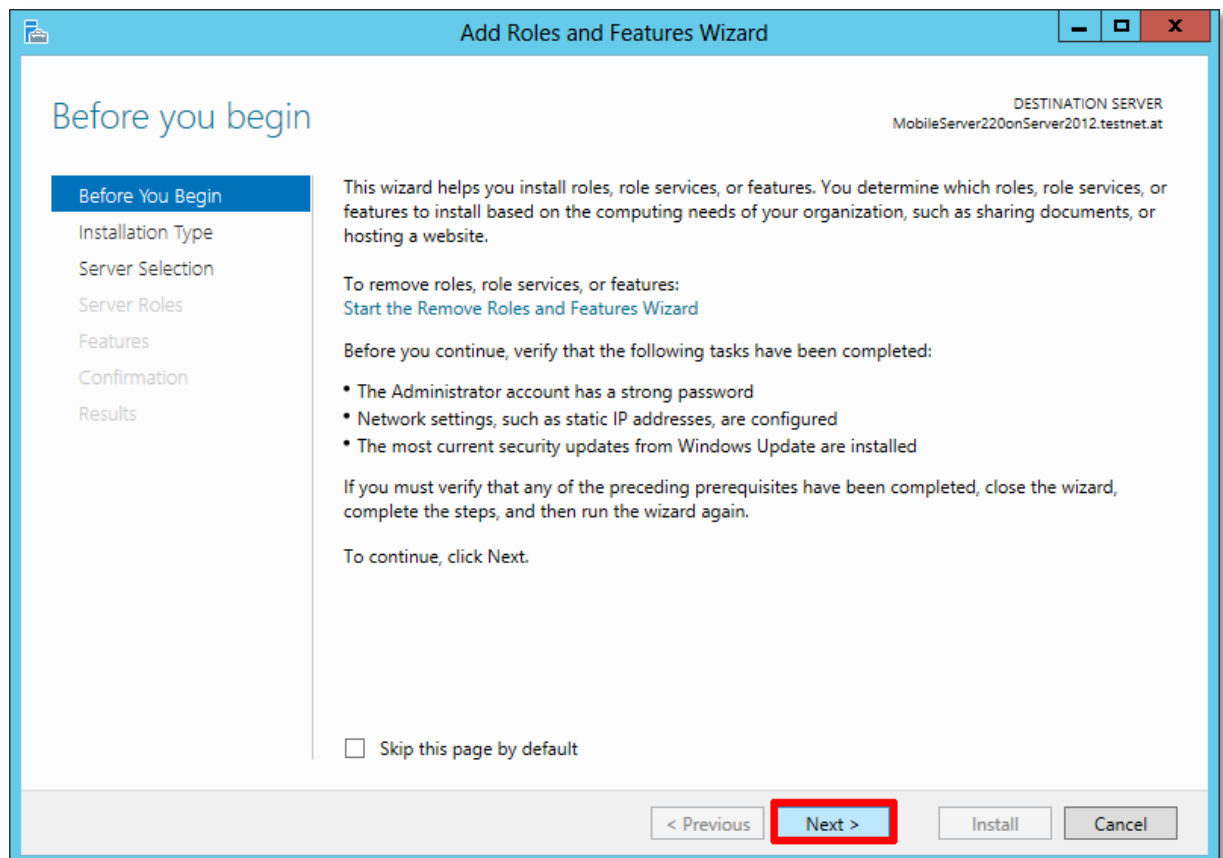 Add Roles and Features Wizard
X
Before you begin
DESTINATION SERVER
MobileServer220onServer2012.testnet.at
Before You Begin
Installation Type
Server Selection
Server Roles
Features
Confirmation
Results
This wizard helps you install roles, role services, or features. You determine which roles, role services, or
features to install based on the computing needs of your organization, such as sharing documents, or
hosting a website.
To remove roles, role services, or features:
Start the Remove Roles and Features Wizard
Before you continue, verify that the following tasks have been completed:
• The Administrator account has a strong password
• Network settings, such as static IP addresses, are configured
• The most current security updates from Windows Update are installed
If you must verify that any of the preceding prerequisites have been completed, close the wizard,
complete the steps, and then run the wizard again.
To continue, click Next.
Skip this page by default
< Previous
Next >
Install
Cancel